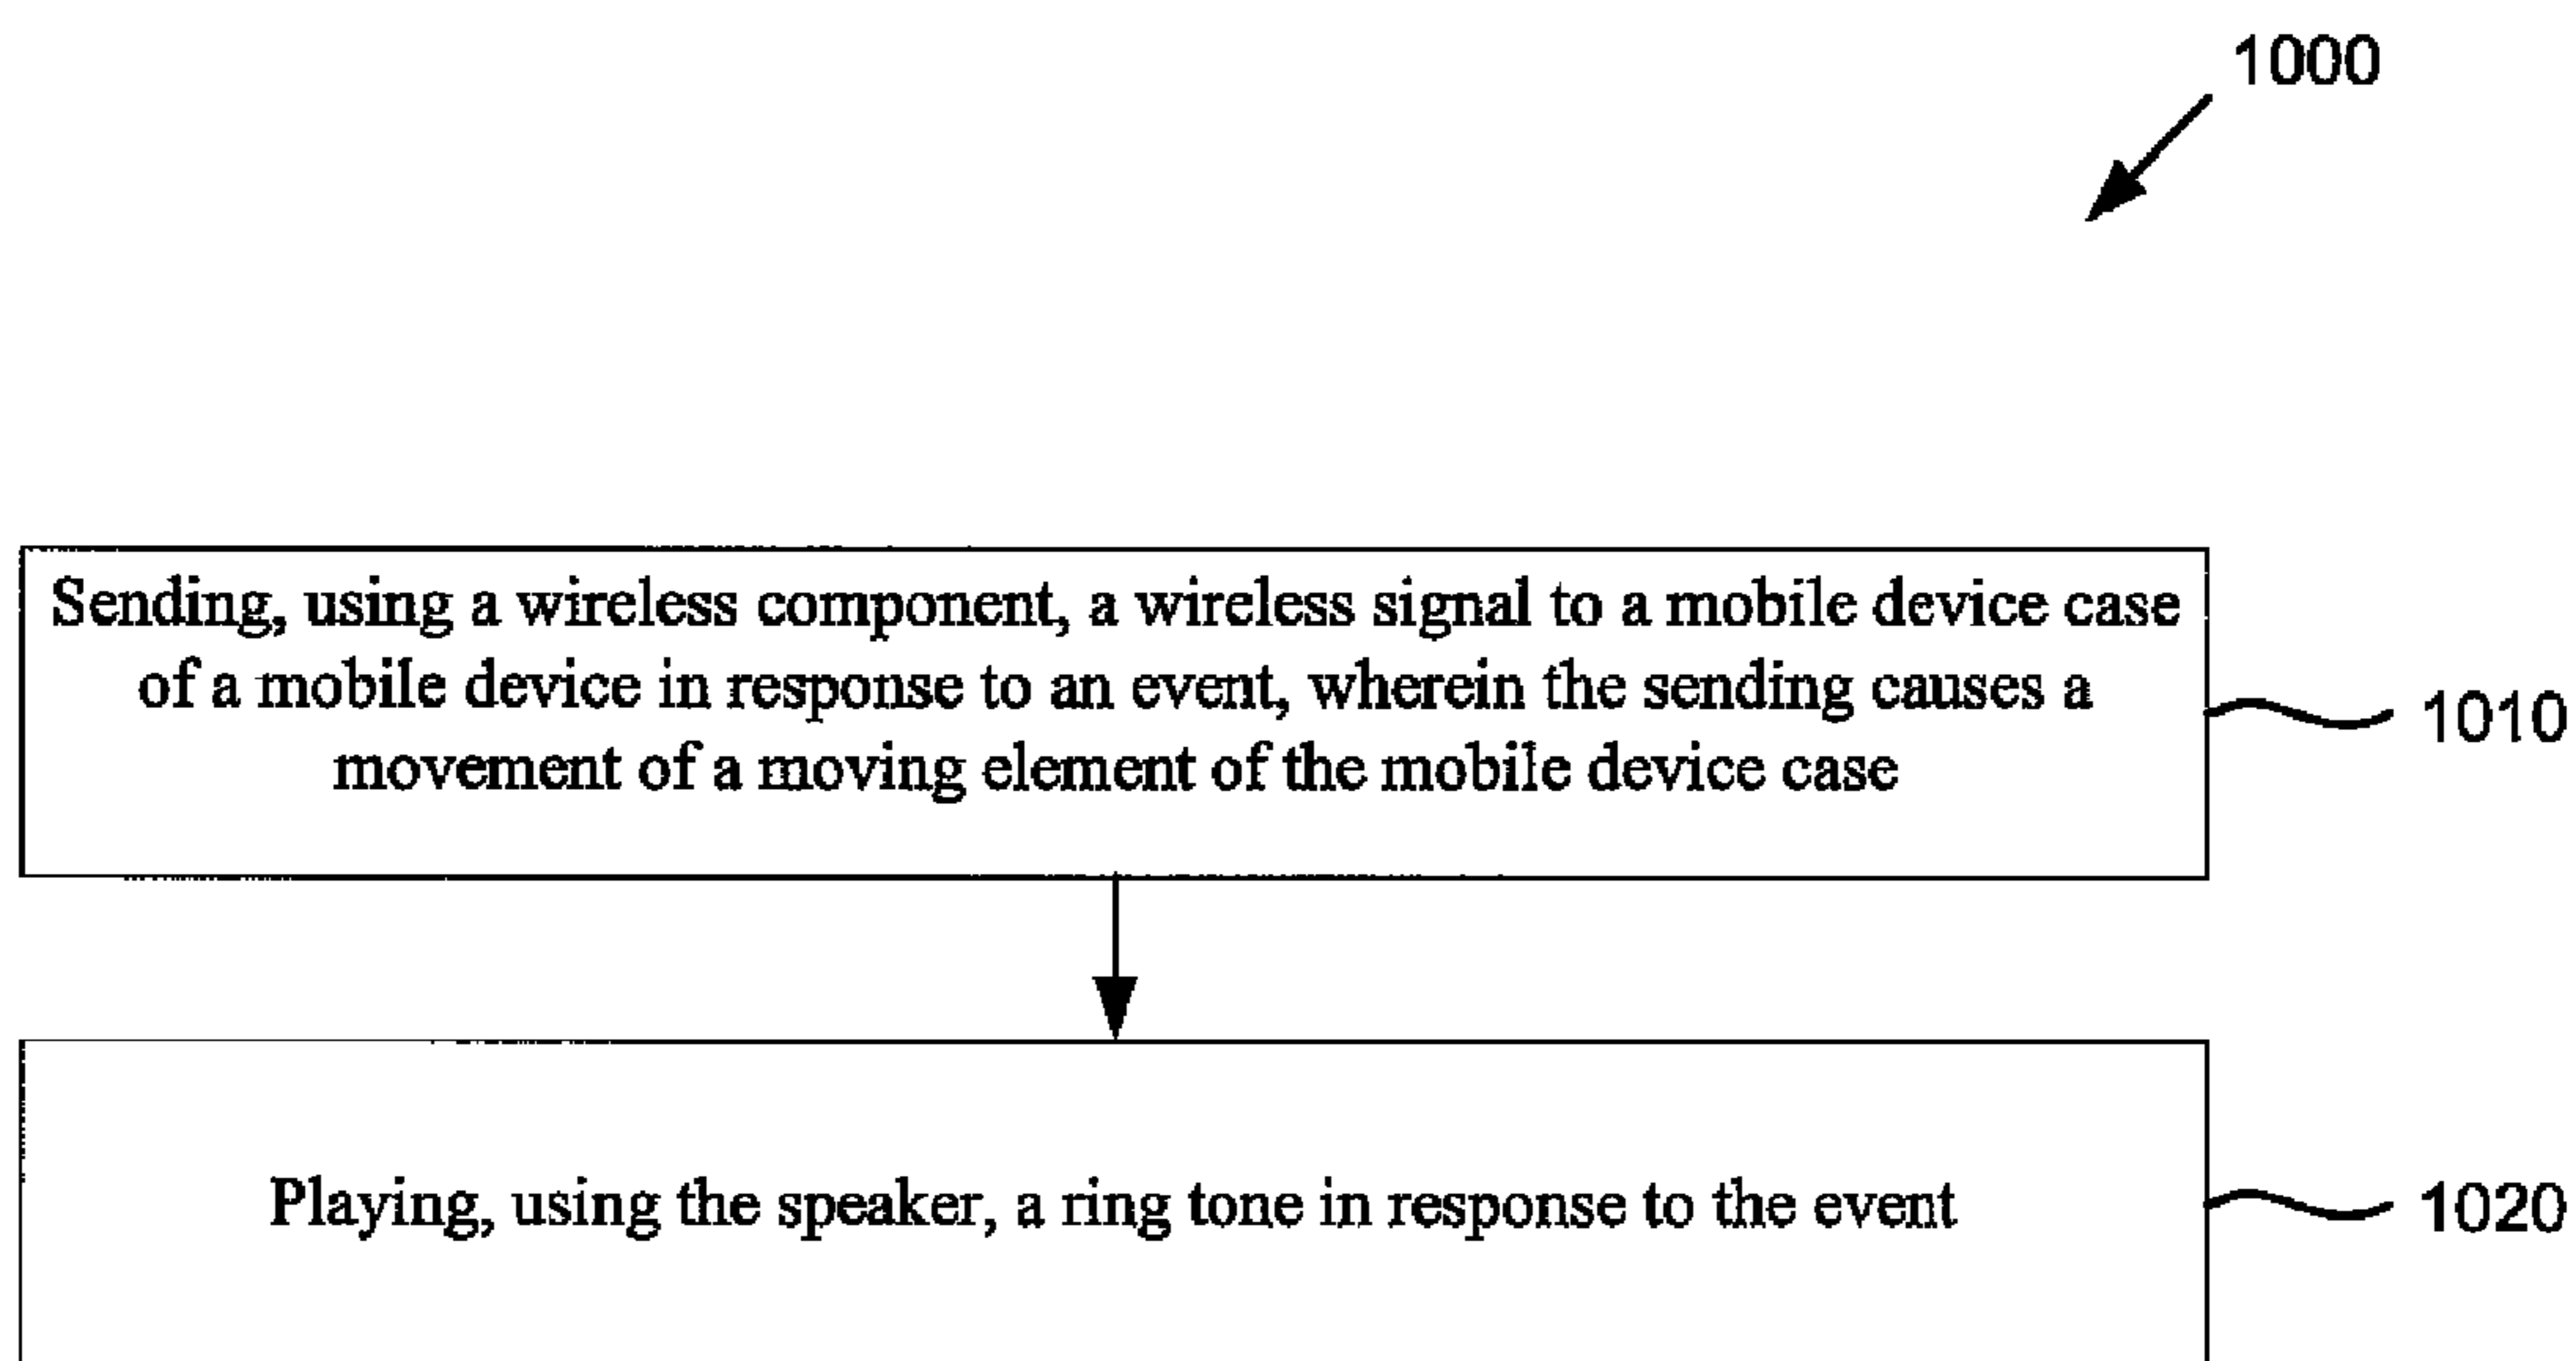 1000
Sending, using a wireless component, a wireless signal to a mobile device case
of a mobile device in response to an event, wherein the sending causes a
movement of a moving element of the mobile device case
1010
Playing, using the speaker, a ring tone in response to the event
1020